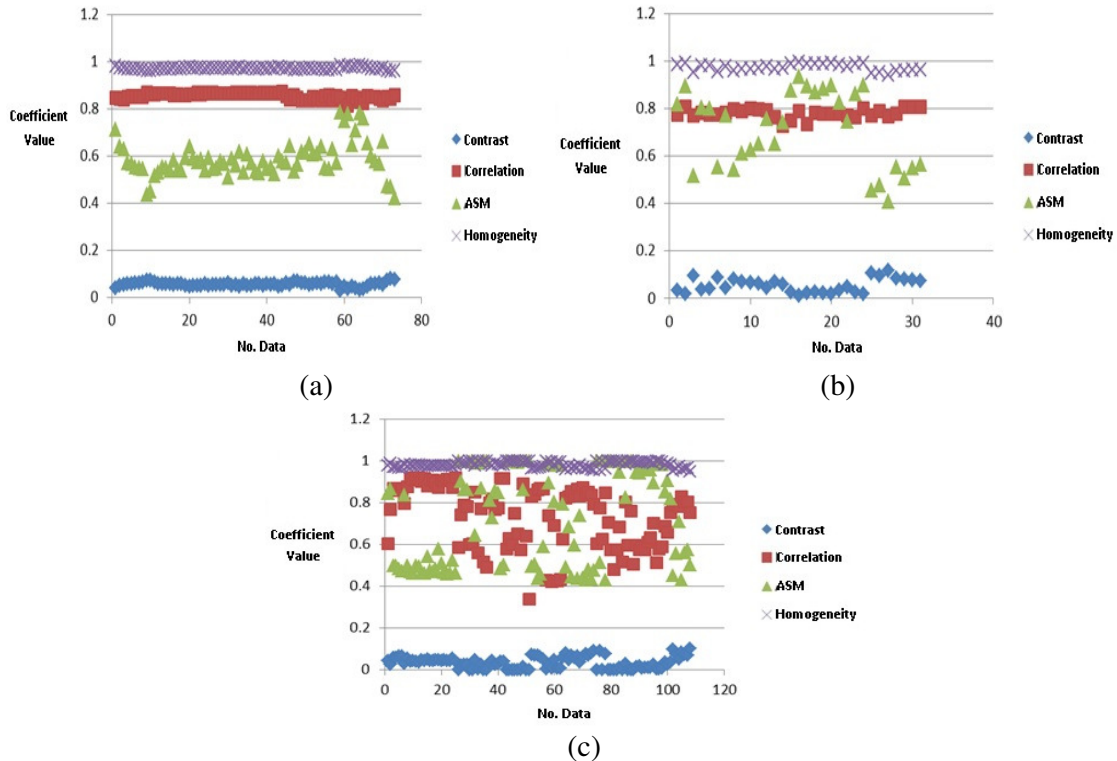 1.2
1
0.8
0.6
0.4
0.2
0
0 20 40 60 80
Coefficient
Value
No. Data
Contrast
Correlation
ASM
Homogeneity
(a)
1.2
1
0.8
0.6
0.4
0.2
0
0 10 20 30 40
Coefficient
Value
No. Data
Contrast
Correlation
ASM
Homogeneity
(b)
1.2
1
0.8
0.6
0.4
0.2
0
0 20 40 60 80 100 120
Coefficient
Value
No. Data
Contrast
Correlation
ASM
Homogeneity
(c)